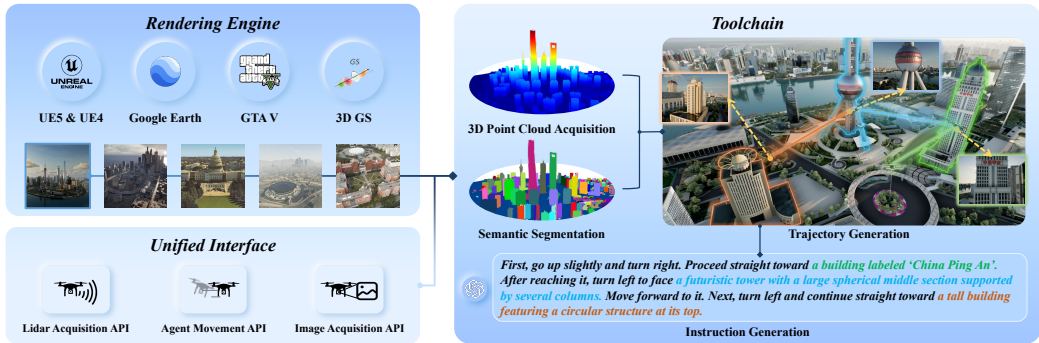 Rendering Engine
UNREAL
ENGINE
grand
theft
auto
V
GS
UE5 & UE4
Google Earth
GTA V
3D GS
Unified Interface
Lidar Acquisition API
Agent Movement API
Image Acquisition API
Toolchain
3D Point Cloud Acquisition
Semantic Segmentation
Trajectory Generation
First, go up slightly and turn right. Proceed straight toward a building labeled ‘China Ping An’.
After reaching it, turn left to face a futuristic tower with a large spherical middle section supported
by several columns. Move forward to it. Next, turn left and continue straight toward a tall building
featuring a circular structure at its top.
Instruction Generation